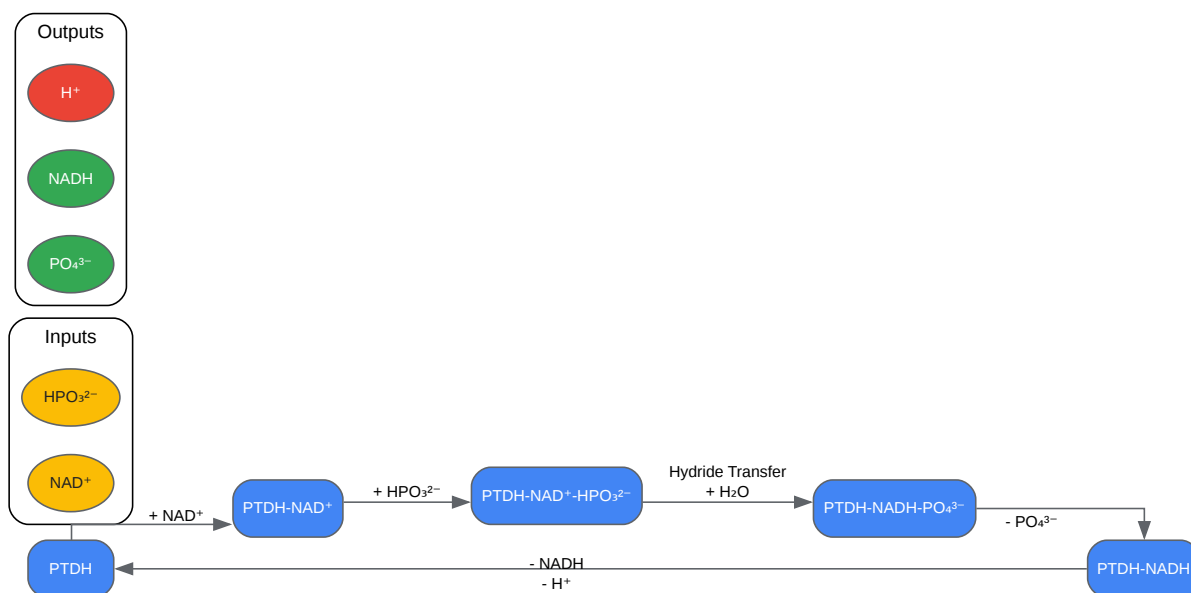 Outputs
H⁺
NADH
PO₄³⁻
Inputs
HPO₃²⁻
NAD⁺
+ NAD⁺
PTDH-NAD⁺
+ HPO₃²⁻
PTDH-NAD⁺-HPO₃²⁻
Hydride Transfer
+ H₂O
PTDH-NADH-PO₄³⁻
- PO₄³⁻
PTDH
- NADH
- H⁺
PTDH-NADH